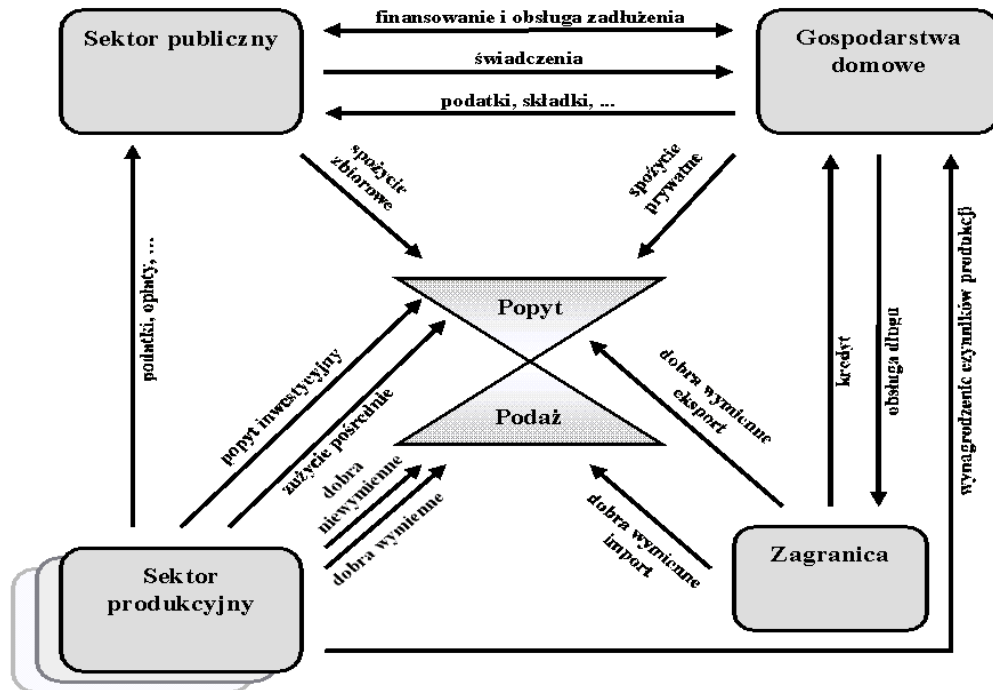 Sektor publiczny
finansowanie i obsługa zadłużenia
Gospodarstwa
domowe
świadczenia
podatki, składki, ...
spożycie
zbiorowe
spożycie
prywatne
podatki, opłaty, ...
Popyt
Podaż
popyt inwestycyjny
zużycie pośrednie
dobra
niewymienne
dobra wymienne
dobra wymienne
eksport
dobra wymienne
import
kredyt
obsługa długu
wynagrodzenie czynników produkcji
Sektor
produkcyjny
Zagranica